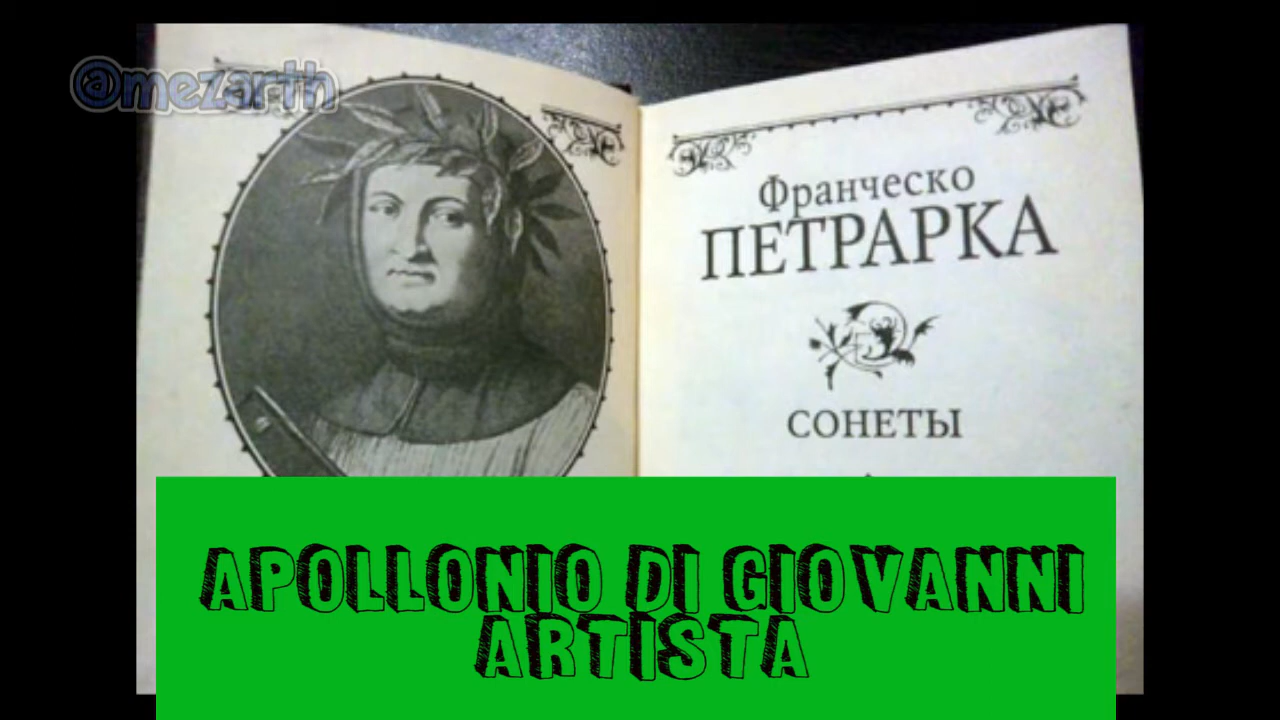 @mezarth
Франческо
ПЕТРАРКА
СОНЕТЫ
APOLLONIO DI GIOVANNI
ARTISTA